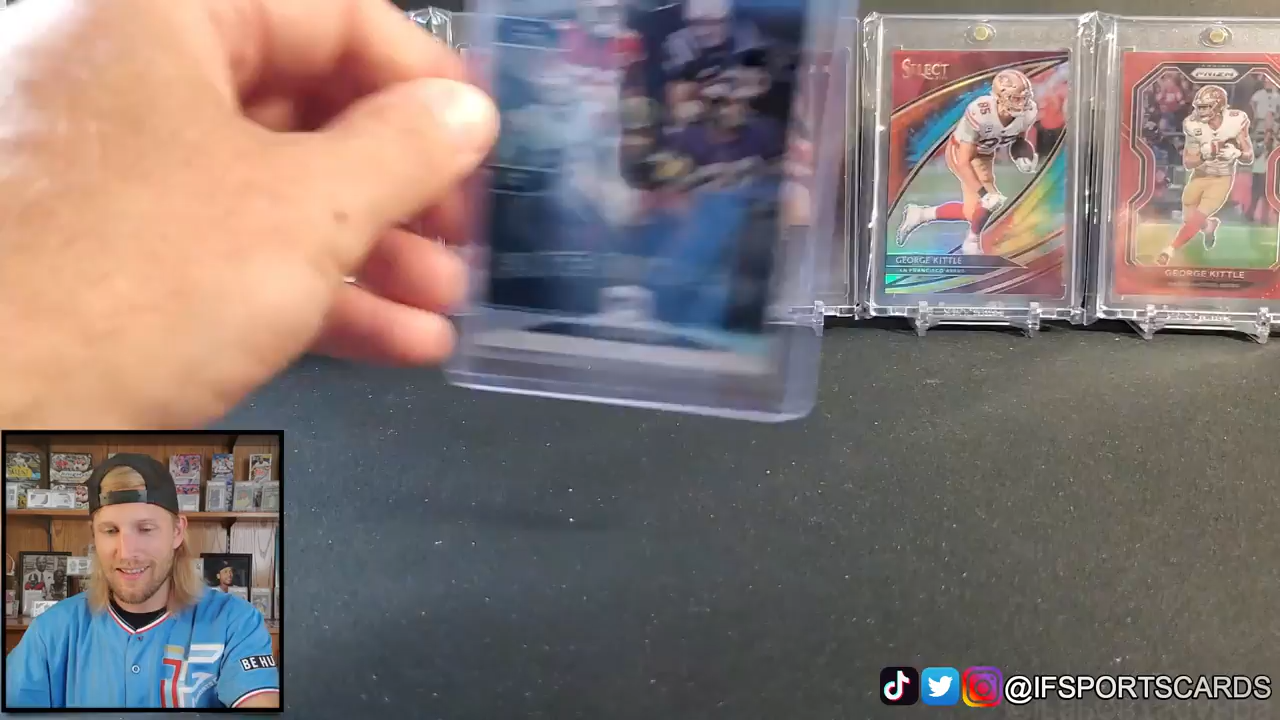 SELECT
GEORGE KITTLE
SAN FRANCISCO 49ERS
PRIZM
GEORGE KITTLE
BE HU
@IFSPORTSCARDS